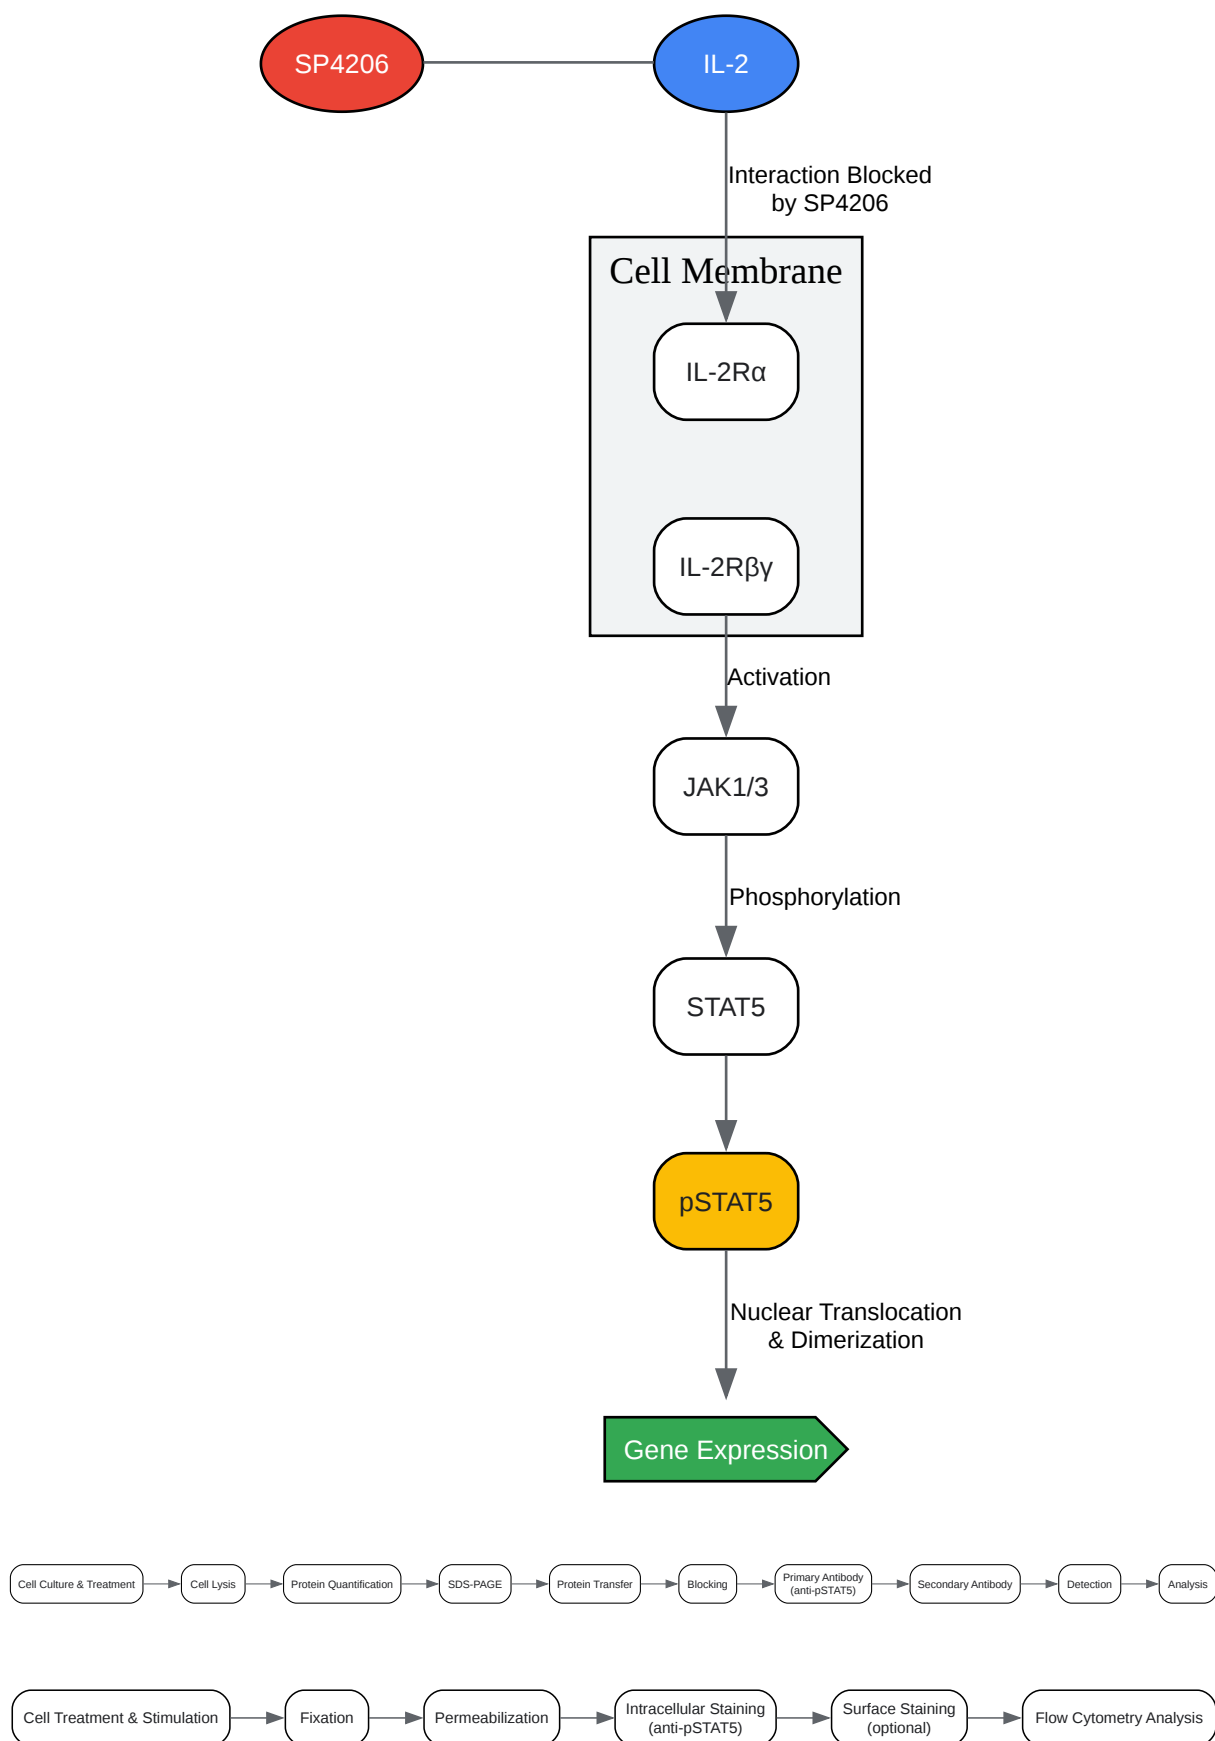 SP4206
IL-2
Interaction Blocked
by SP4206
Cell Membrane
IL-2Rα
IL-2Rβγ
Activation
JAK1/3
Phosphorylation
STAT5
pSTAT5
Nuclear Translocation
& Dimerization
Gene Expression
Cell Culture & Treatment
Cell Lysis
Protein Quantification
SDS-PAGE
Protein Transfer
Blocking
Primary Antibody
(anti-pSTAT5)
Secondary Antibody
Detection
Analysis
Cell Treatment & Stimulation
Fixation
Permeabilization
Intracellular Staining
(anti-pSTAT5)
Surface Staining
(optional)
Flow Cytometry Analysis